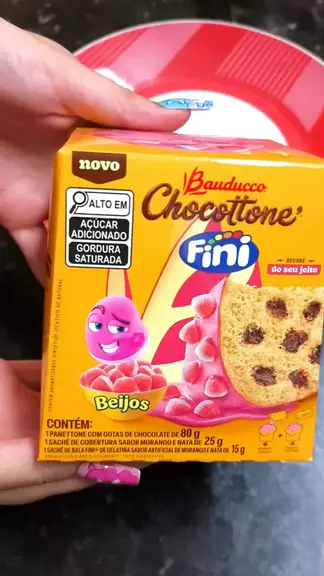 novo
ALTO EM
AÇÚCAR
ADICIONADO
GORDURA
SATURADA
Bauducco
Chocottone
Fini
DECORE
do seu jeito
Beijos
CONTÉM:
1 PANETTONE COM GOTAS DE CHOCOLATE DE 80 g
1 SACHÊ DE COBERTURA SABOR MORANGO E NATA DE 25 g
1 SACHÊ DE BALA FINI DE GELATINA SABOR ARTIFICIAL DE MORANGO E NATA DE 15 g